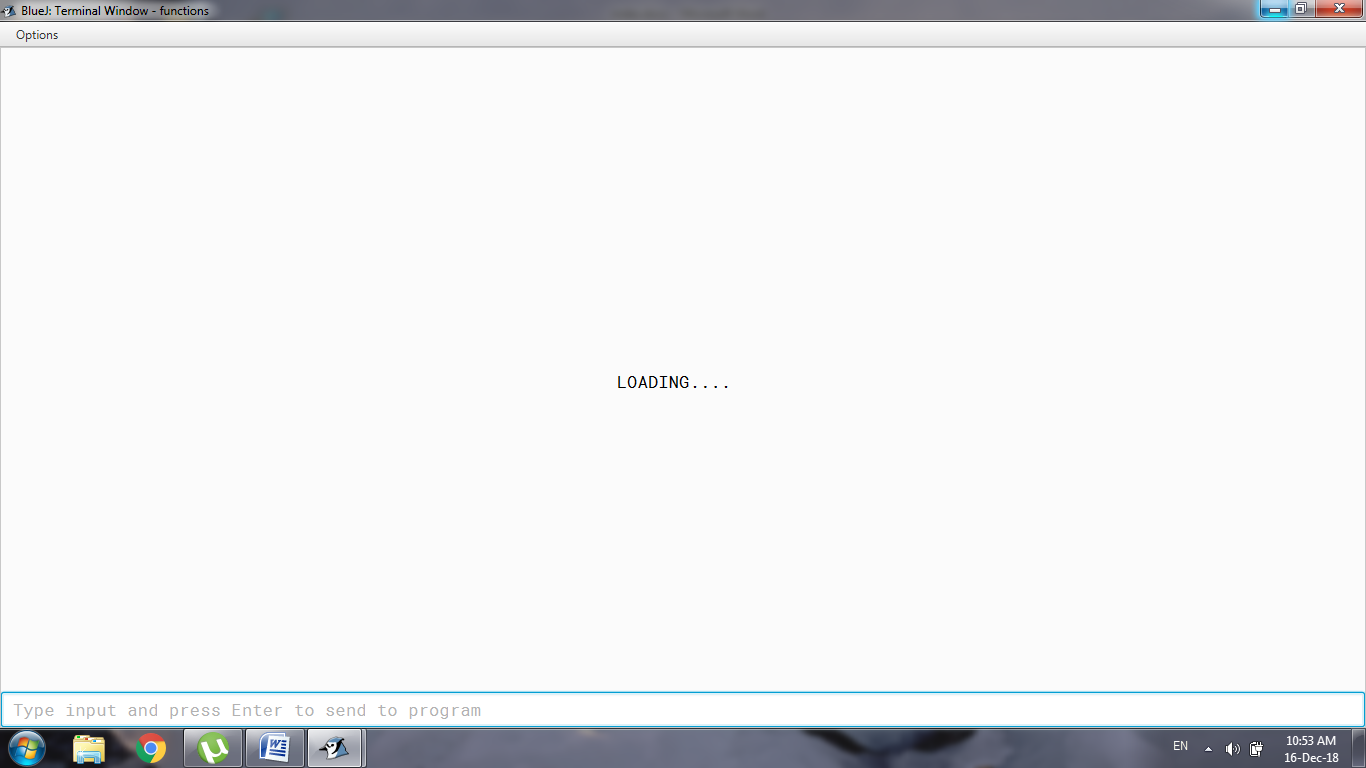 BlueJ: Terminal Window - functions
Options
LOADING....
Type input and press Enter to send to program
EN
10:53 AM
16-Dec-18